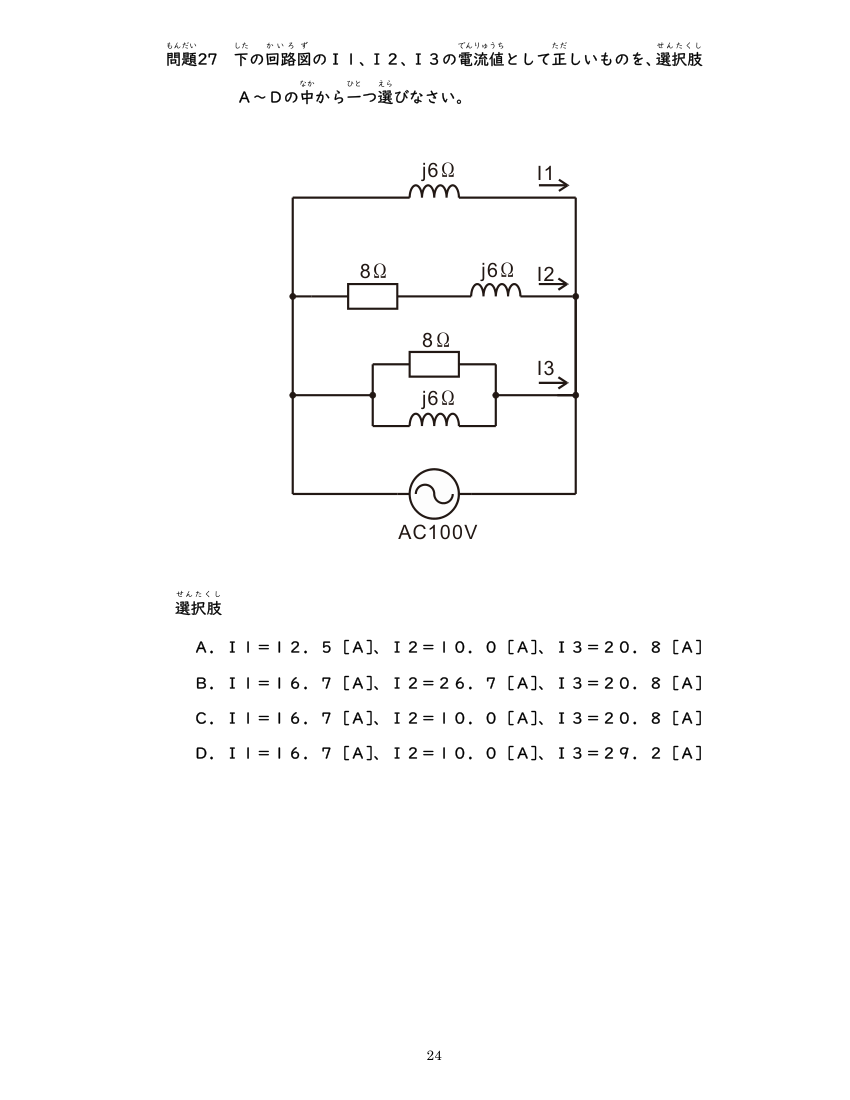 もんだい した かいろず でんりゅうち ただ せんたくし
問題27 下の回路図のＩ１、Ｉ２、Ｉ３の電流値として正しいものを、選択肢
なか ひと えら
Ａ～Ｄの中から一つ選びなさい。
j6Ω
I1
8Ω
j6Ω
I2
8Ω
I3
j6Ω
AC100V
せんたくし
選択肢
Ａ．Ｉ１＝１２．５［Ａ］、Ｉ２＝１０．０［Ａ］、Ｉ３＝２０．８［Ａ］
Ｂ．Ｉ１＝１６．７［Ａ］、Ｉ２＝２６．７［Ａ］、Ｉ３＝２０．８［Ａ］
Ｃ．Ｉ１＝１６．７［Ａ］、Ｉ２＝１０．０［Ａ］、Ｉ３＝２０．８［Ａ］
Ｄ．Ｉ１＝１６．７［Ａ］、Ｉ２＝１０．０［Ａ］、Ｉ３＝２９．２［Ａ］
24